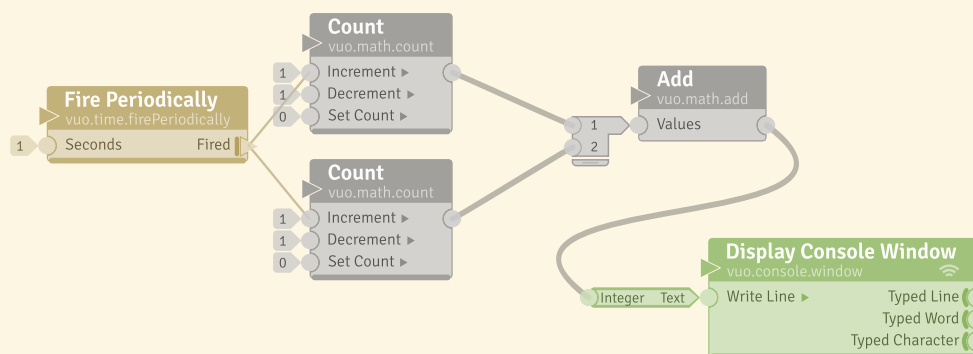 Count
vuo.math.count
1 Increment
1 Decrement
0 Set Count
Fire Periodically
vuo.time.firePeriodically
1 Seconds Fired
Count
vuo.math.count
1 Increment
1 Decrement
0 Set Count
1
2
Add
vuo.math.add
Values
Integer Text
Display Console Window
vuo.console.window
Write Line Typed Line
Typed Word
Typed Character